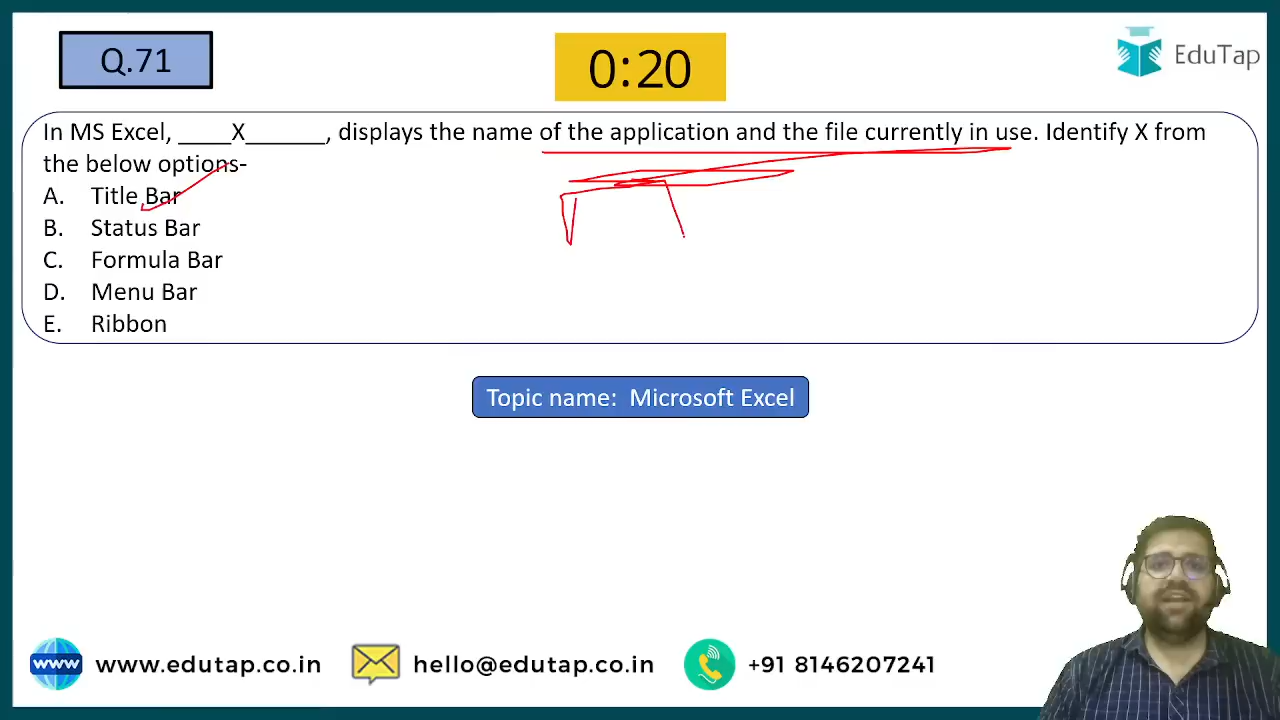 Q.71
0:20
EduTap
In MS Excel, ____X______, displays the name of the application and the file currently in use. Identify X from
the below options-
A. Title Bar
B. Status Bar
C. Formula Bar
D. Menu Bar
E. Ribbon
Topic name: Microsoft Excel
www www.edutap.co.in hello@edutap.co.in +91 8146207241